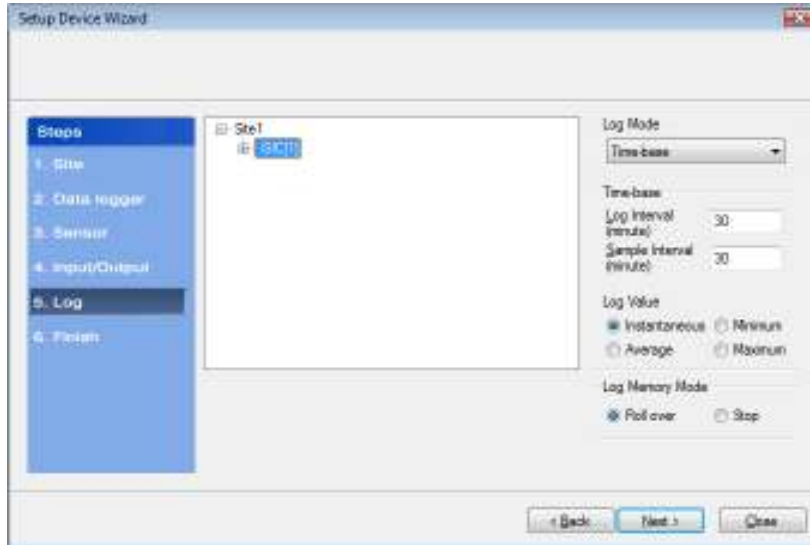 Setup Device Wizard
Steps
1. Site
2. Data logger
3. Sensor
4. Input/Output
5. Log
6. Finish
Site1
Log Mode
Time-base
Time-base
Log Interval
(minute)
30
Sample Interval
(minute)
30
Log Value
Instantaneous
Minimum
Average
Maximum
Log Memory Mode
Roll over
Stop
< Back
Next >
Close